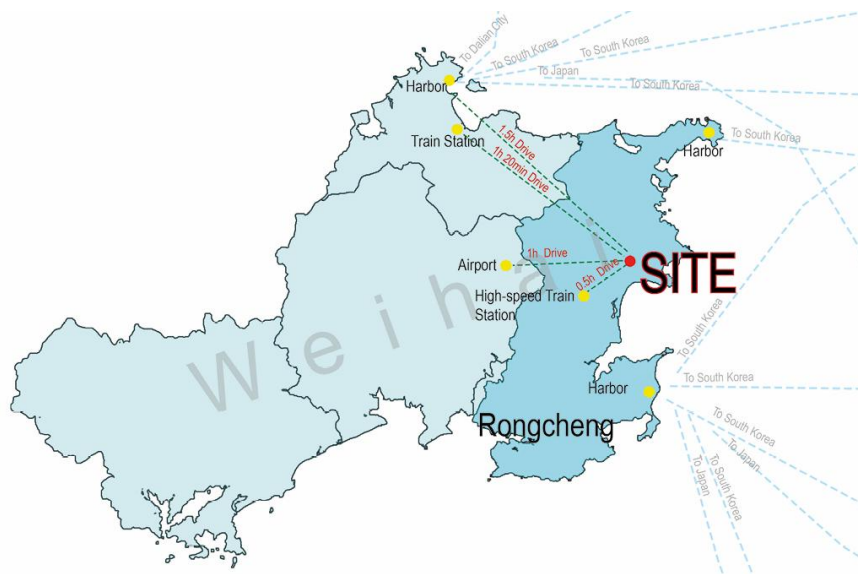 To Dalian City
To South Korea
To South Korea
To Japan
To South Korea
Harbor
Train Station
1.5h Drive
1h 20min Drive
Harbor
To South Korea
Airport
1h. Drive
SITE
0.5h Drive
High-speed Train
Station
Weihai
To South Korea
Harbor
To South Korea
Rongcheng
To South Korea
To Japan
To South Korea
To Japan